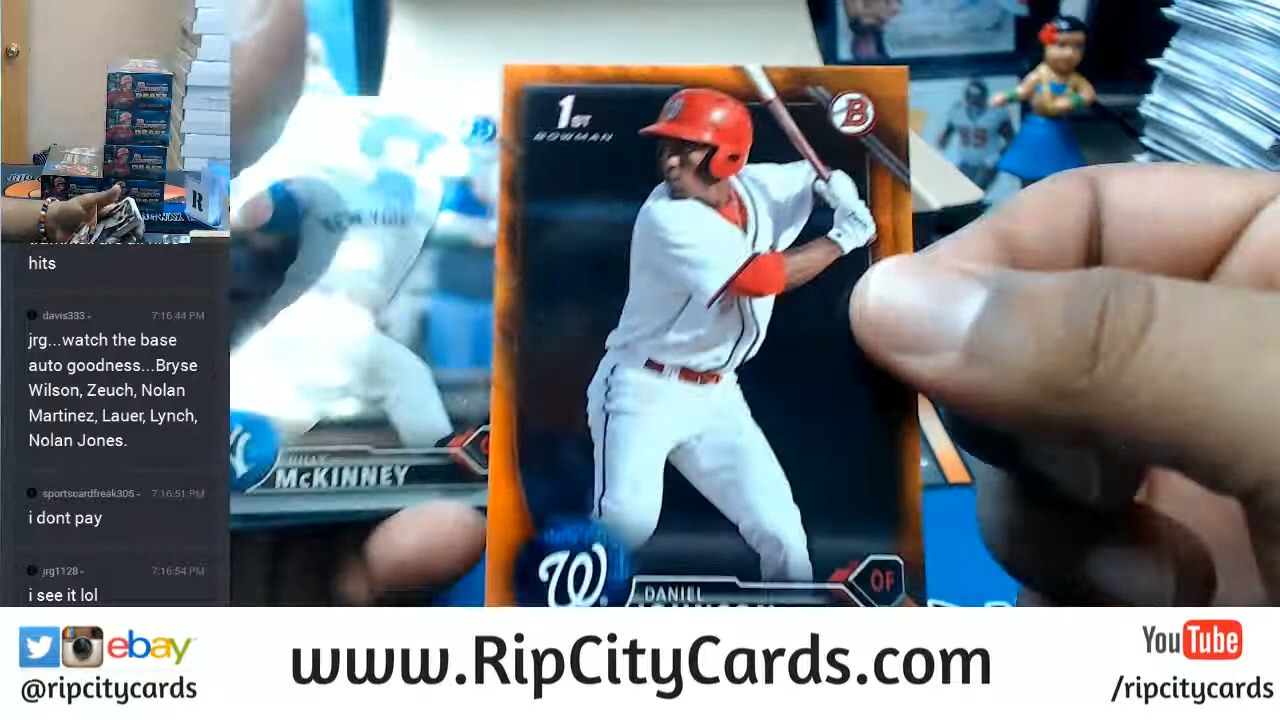 hits
davis333
7:16:44 PM
jrg...watch the base
auto goodness...Bryse
Wilson, Zeuch, Nolan
Martinez, Lauer, Lynch,
Nolan Jones.
sportscardfreak305
7:16:51 PM
i dont pay
jrg1128
7:16:54 PM
i see it lol
1ST
BOWMAN
B
McKINNEY
W
DANIEL
OF
R
ebay
@ripcitycards
www.RipCityCards.com
YouTube
/ripcitycards